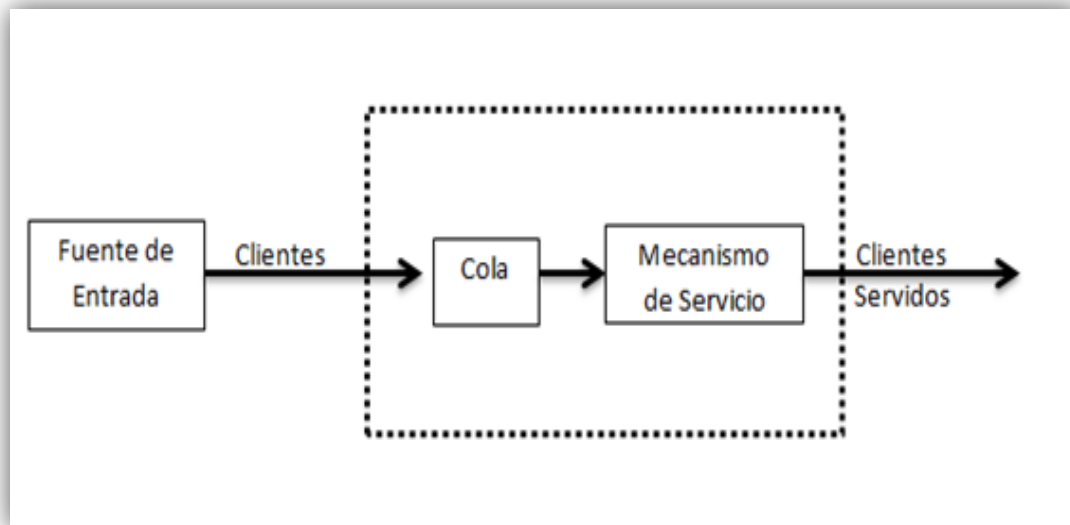 Fuente de
Entrada
Clientes
Cola
Mecanismo
de Servicio
Clientes
Servidos